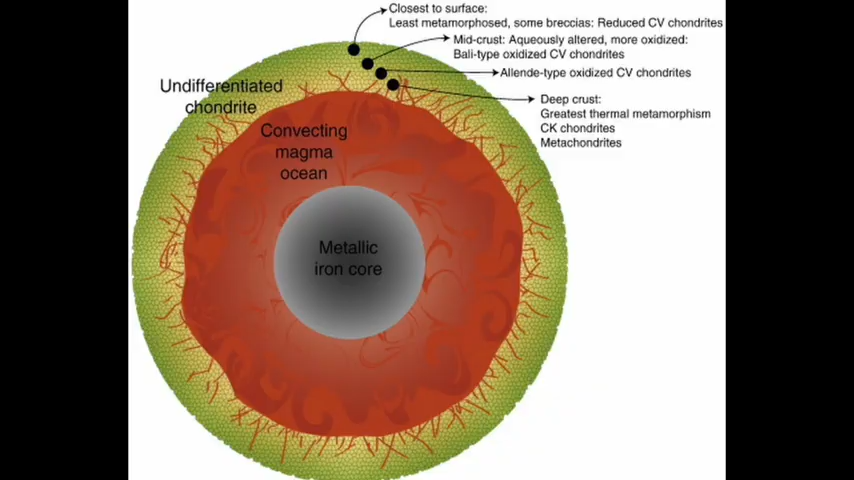 Closest to surface:
Least metamorphosed, some breccias: Reduced CV chondrites
Mid-crust: Aqueously altered, more oxidized:
Bali-type oxidized CV chondrites
Allende-type oxidized CV chondrites
Deep crust:
Greatest thermal metamorphism
CK chondrites
Metachondrites
Undifferentiated
chondrite
Convecting
magma
ocean
Metallic
iron core